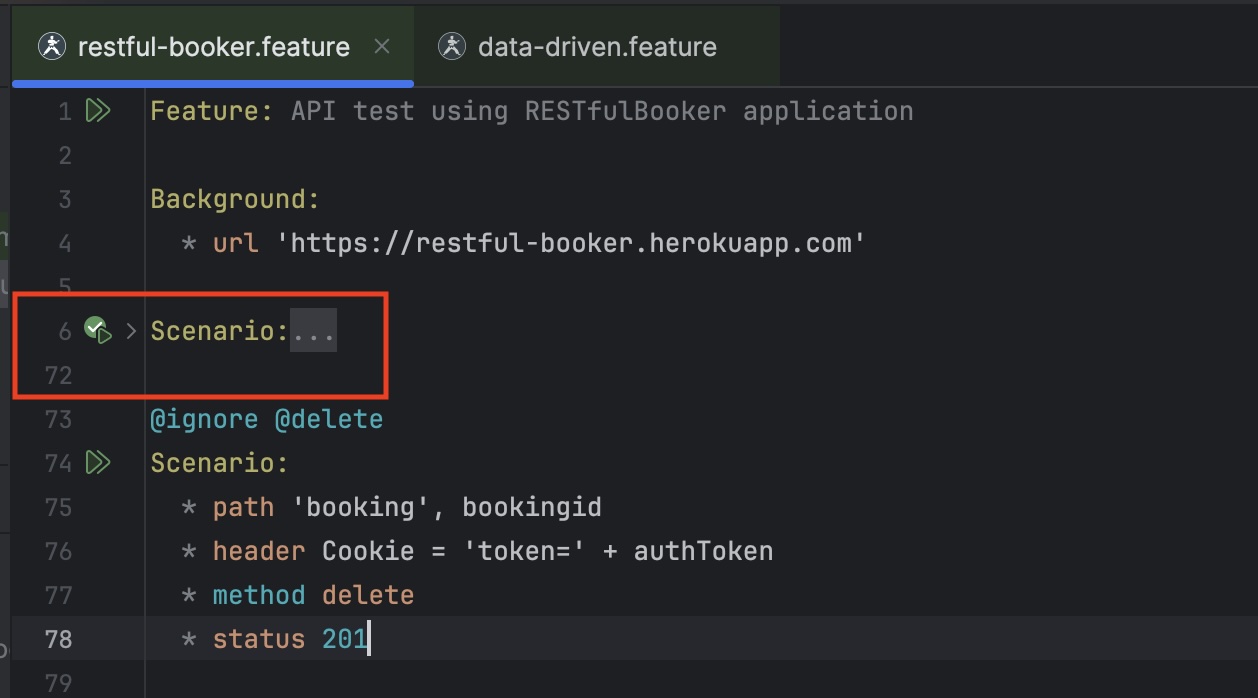 restful-booker.feature × data-driven.feature
1 Feature: API test using RESTfulBooker application
2
3 Background:
4 * url 'https://restful-booker.herokuapp.com'
5
6 > Scenario:...
72
73 @ignore @delete
74 Scenario:
75 * path 'booking', bookingid
76 * header Cookie = 'token=' + authToken
77 * method delete
78 * status 201
79